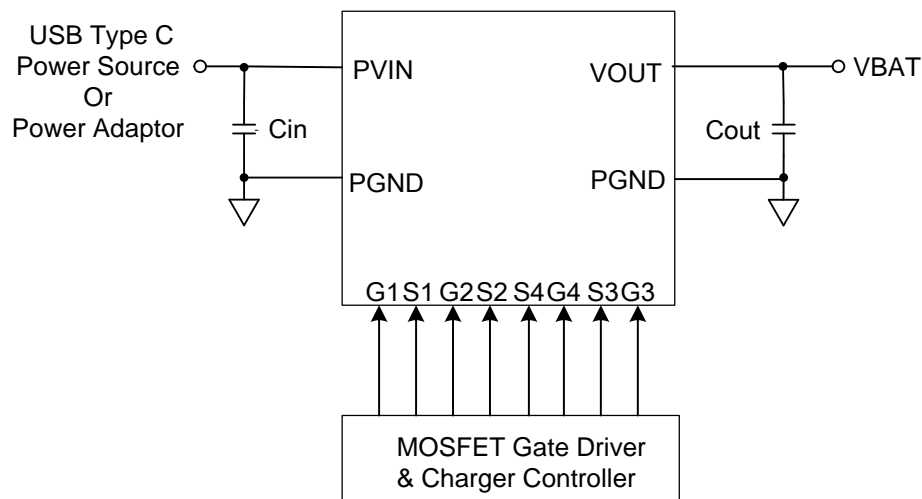 USB Type C
Power Source
Or
Power Adaptor
PVIN
VOUT
VBAT
Cin
Cout
PGND
PGND
G1 S1 G2 S2 S4 G4 S3 G3
MOSFET Gate Driver
& Charger Controller